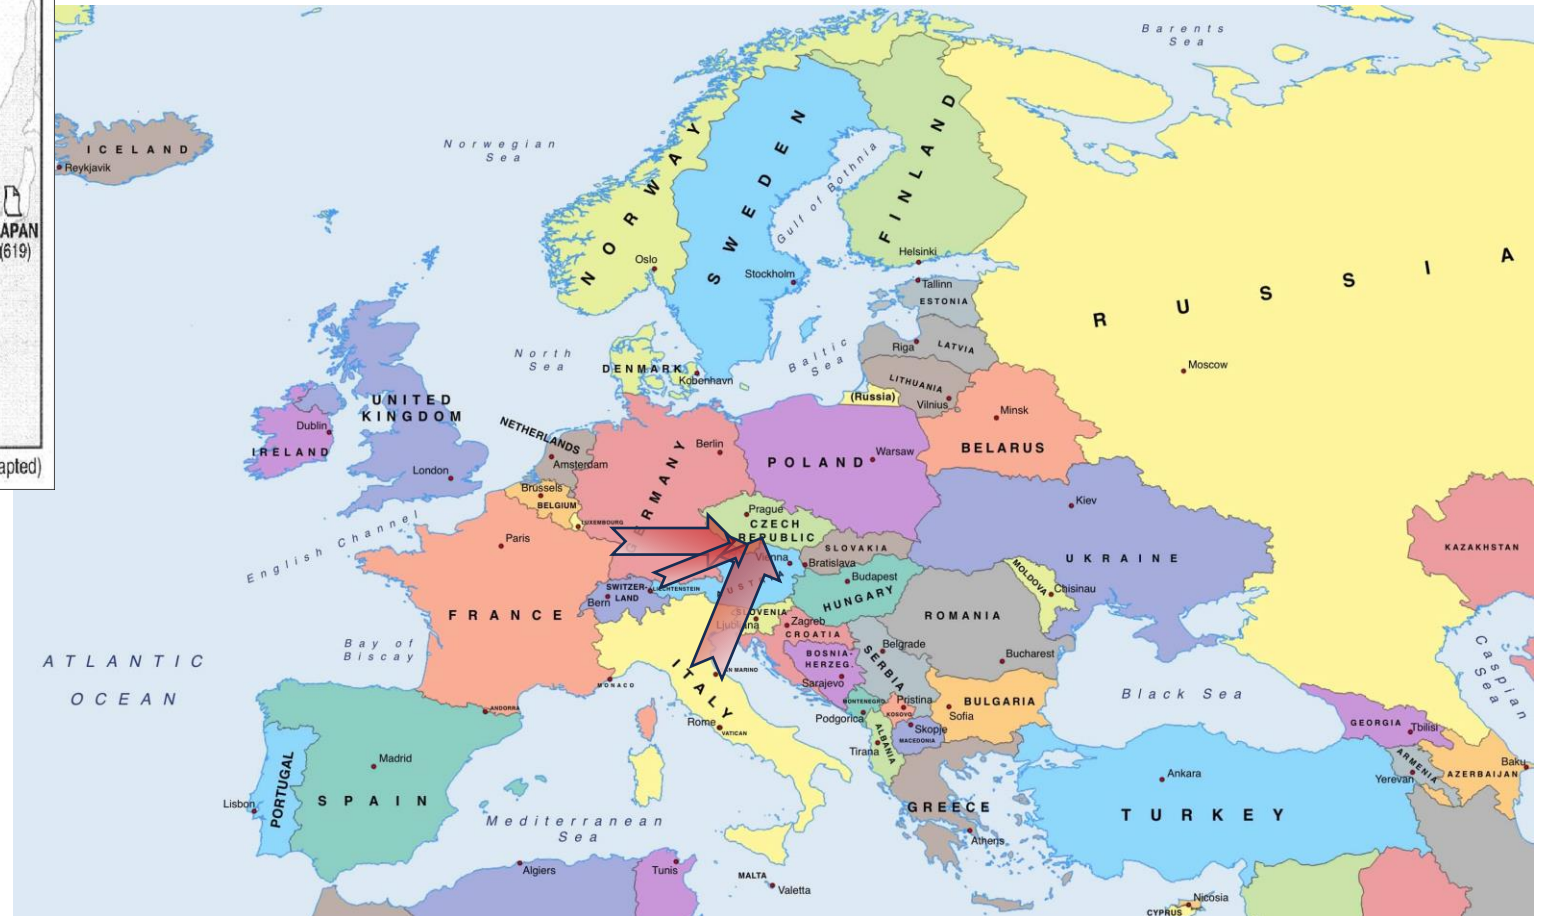 APAN
(619)
apted)
Barents
Sea
ICELAND
Reykjavik
Norwegian
Sea
NORWAY
Oslo
SWEDEN
Stockholm
Gulf of Bothnia
FINLAND
Helsinki
Tallinn
ESTONIA
RUSSIA
Moscow
Riga
LATVIA
LITHUANIA
Vilnius
(Russia)
Baltic
Sea
North
Sea
DENMARK
Kobenhavn
UNITED
KINGDOM
London
Dublin
IRELAND
NETHERLANDS
Amsterdam
Brussels
BELGIUM
LUXEMBOURG
GERMANY
Berlin
POLAND
Warsaw
Minsk
BELARUS
Kiev
UKRAINE
KAZAKHSTAN
English Channel
Paris
FRANCE
Prague
CZECH
REPUBLIC
SLOVAKIA
Vienna
Bratislava
AUSTRIA
LIECHTENSTEIN
SWITZER-
LAND
Bern
Budapest
HUNGARY
MOLDOVA
Chisinau
ROMANIA
Bucharest
SLOVENIA
Ljubljana
Zagreb
CROATIA
BOSNIA-
HERZEG.
Sarajevo
Belgrade
SERBIA
MONTENEGRO
Podgorica
Pristina
KOSOVO
Skopje
MACEDONIA
ALBANIA
Tirana
BULGARIA
Sofia
Black Sea
Caspian
Sea
GEORGIA
Tbilisi
ARMENIA
Yerevan
Baku
AZERBAIJAN
ATLANTIC
OCEAN
Bay of
Biscay
MONACO
ANDORRA
SAN MARINO
ITALY
Rome
VATICAN
PORTUGAL
Lisbon
Madrid
SPAIN
Mediterranean
Sea
GREECE
Athens
Ankara
TURKEY
Algiers
Tunis
MALTA
Valetta
Nicosia
CYPRUS